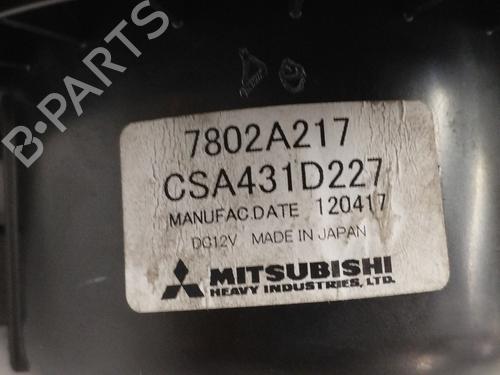 7802A217
CSA431D227
MANUFAC.DATE 120417
DC12V MADE IN JAPAN
MITSUBISHI
HEAVY INDUSTRIES, LTD.
B-PARTS